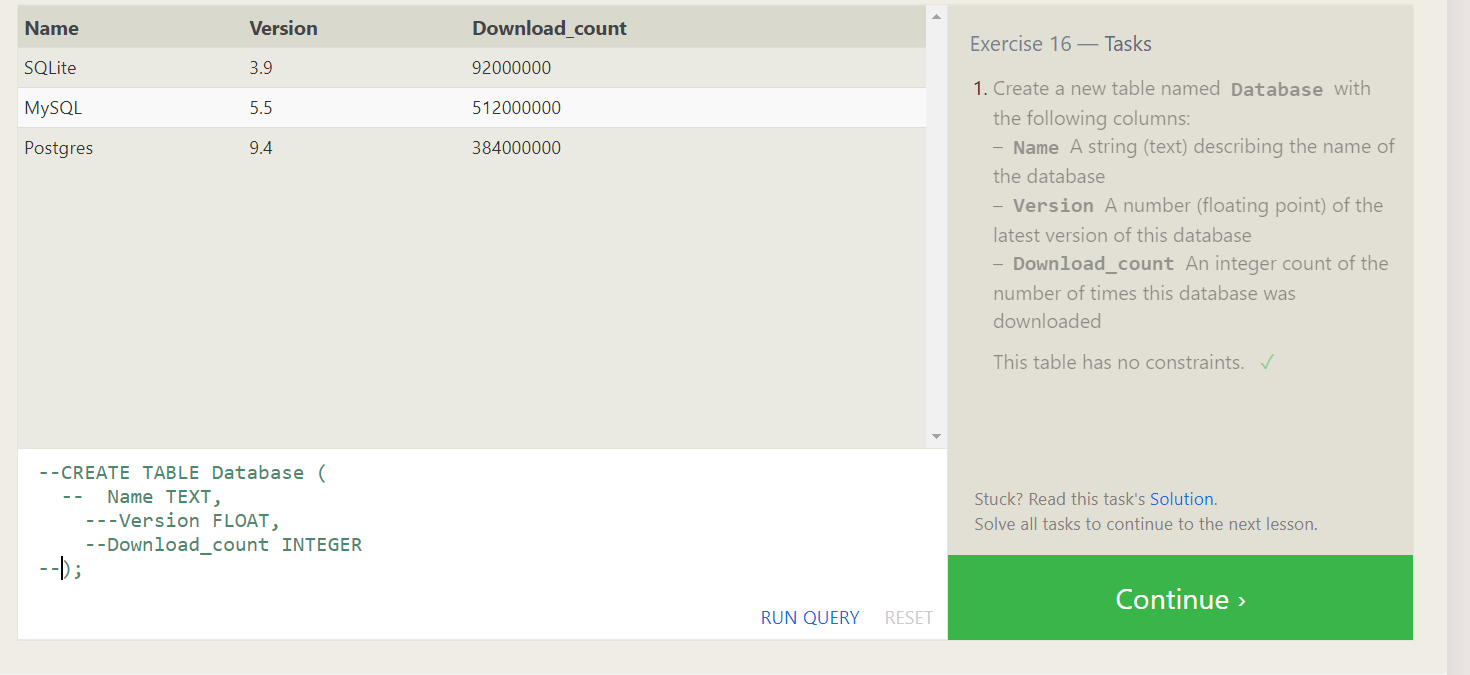 Name Version Download_count
SQLite 3.9 92000000
MySQL 5.5 512000000
Postgres 9.4 384000000
--CREATE TABLE Database (
--  Name TEXT,
---Version FLOAT,
--Download_count INTEGER
--);
RUN QUERY RESET
Exercise 16 — Tasks
1. Create a new table named Database with
the following columns:
– Name A string (text) describing the name of
the database
– Version A number (floating point) of the
latest version of this database
– Download_count An integer count of the
number of times this database was
downloaded
This table has no constraints. ✓
Stuck? Read this task's Solution.
Solve all tasks to continue to the next lesson.
Continue ›